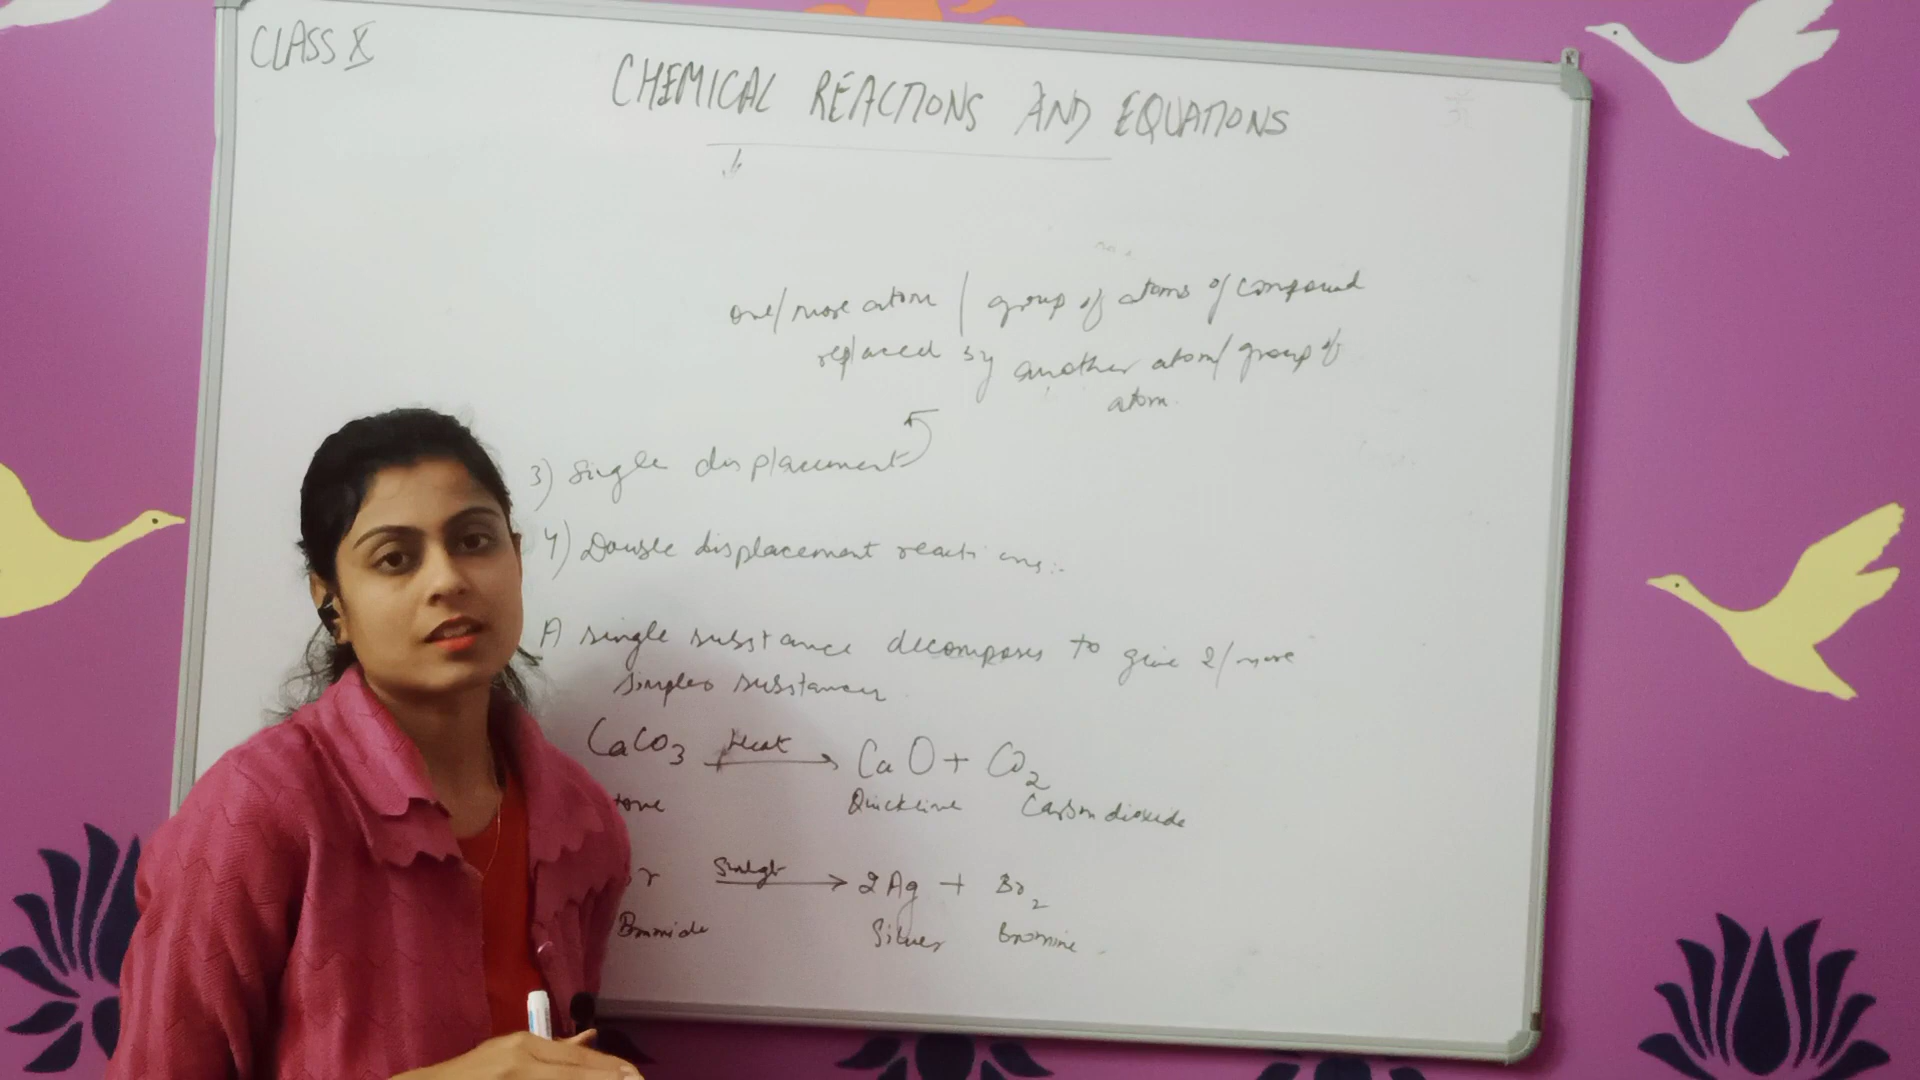 CLASS X
CHEMICAL REACTIONS AND EQUATIONS
one/more atom / group of atoms of compound
replaced by another atom/group of
atom
3) Single displacement
4) Double displacement reactions:-
A single substance decomposes to give 2/more
simpler substances
CaCO3 Heat → CaO + CO2
tone Quicklime Carbon dioxide
r Sunlgt → 2Ag + Br2
Bromide Silver Bromine